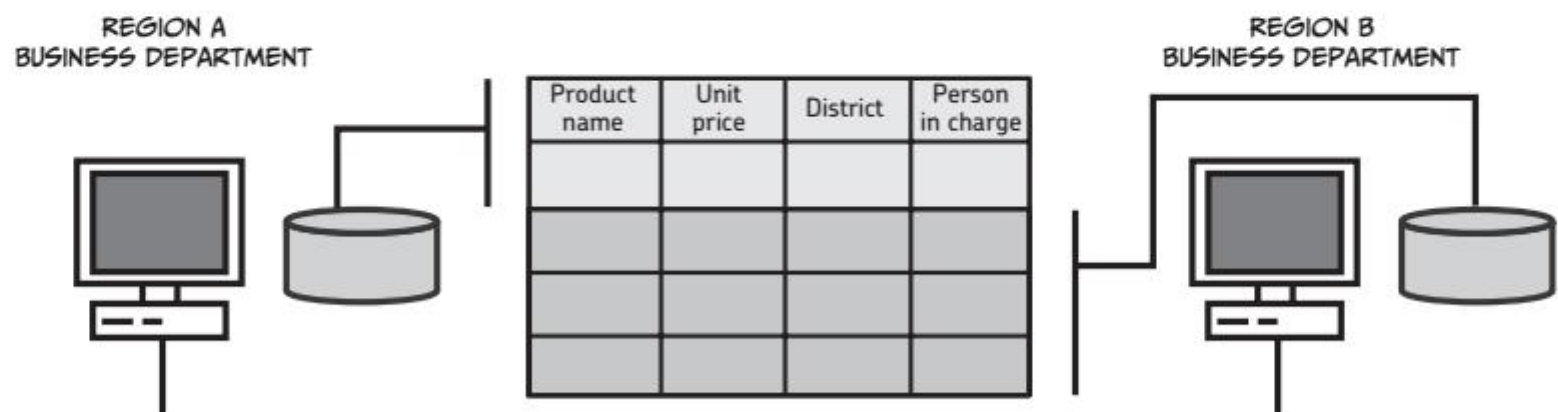 REGION A
BUSINESS DEPARTMENT
REGION B
BUSINESS DEPARTMENT
Product name
Unit price
District
Person in charge